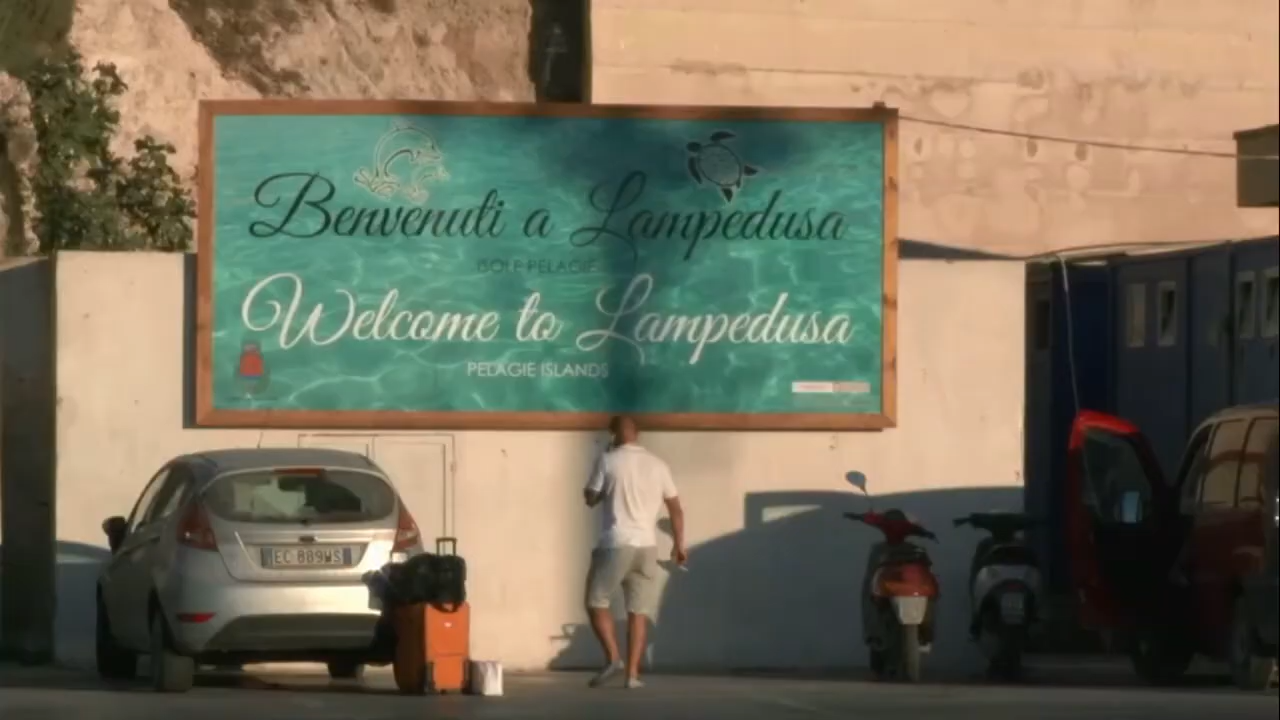 Benvenuti a Lampedusa
ISOLE PELAGIE
Welcome to Lampedusa
PELAGIE ISLANDS
EC 889WS